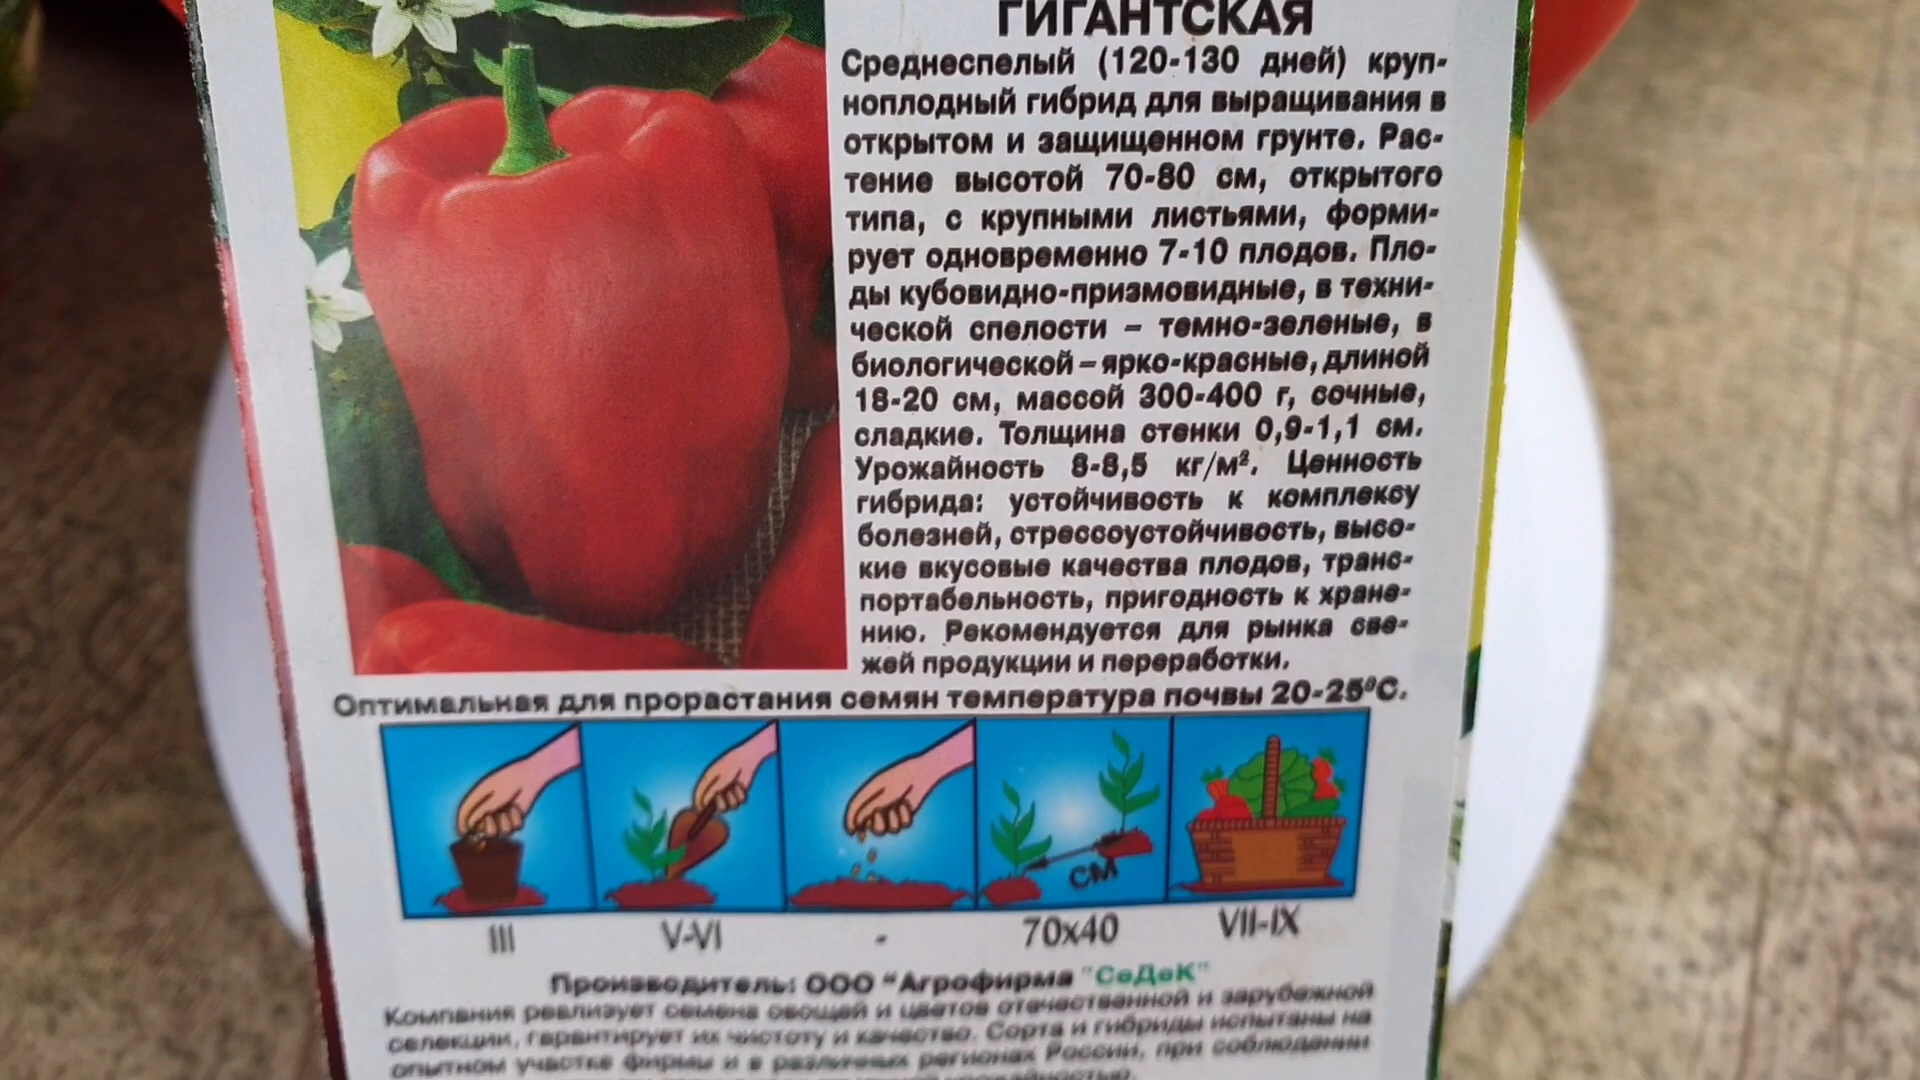 ГИГАНТСКАЯ
Среднеспелый (120-130 дней) круп-
ноплодный гибрид для выращивания в
открытом и защищенном грунте. Рас-
тение высотой 70-80 см, открытого
типа, с крупными листьями, форми-
рует одновременно 7-10 плодов. Пло-
ды кубовидно-призмовидные, в техни-
ческой спелости – темно-зеленые, в
биологической – ярко-красные, длиной
18-20 см, массой 300-400 г, сочные,
сладкие. Толщина стенки 0,9-1,1 см.
Урожайность 8-8,5 кг/м². Ценность
гибрида: устойчивость к комплексу
болезней, стрессоустойчивость, высо-
кие вкусовые качества плодов, транс-
портабельность, пригодность к хране-
нию. Рекомендуется для рынка све-
жей продукции и переработки.
Оптимальная для прорастания семян температура почвы 20-25⁰С.
см
III V-VI - 70x40 VII-IX
Производитель: ООО "Агрофирма "СеДеК"
Компания реализует семена овощей и цветов отечественной и зарубежной
селекции, гарантирует их чистоту и качество. Сорта и гибриды испытаны на
опытном участке фирмы и в различных регионах России, при соблюдении